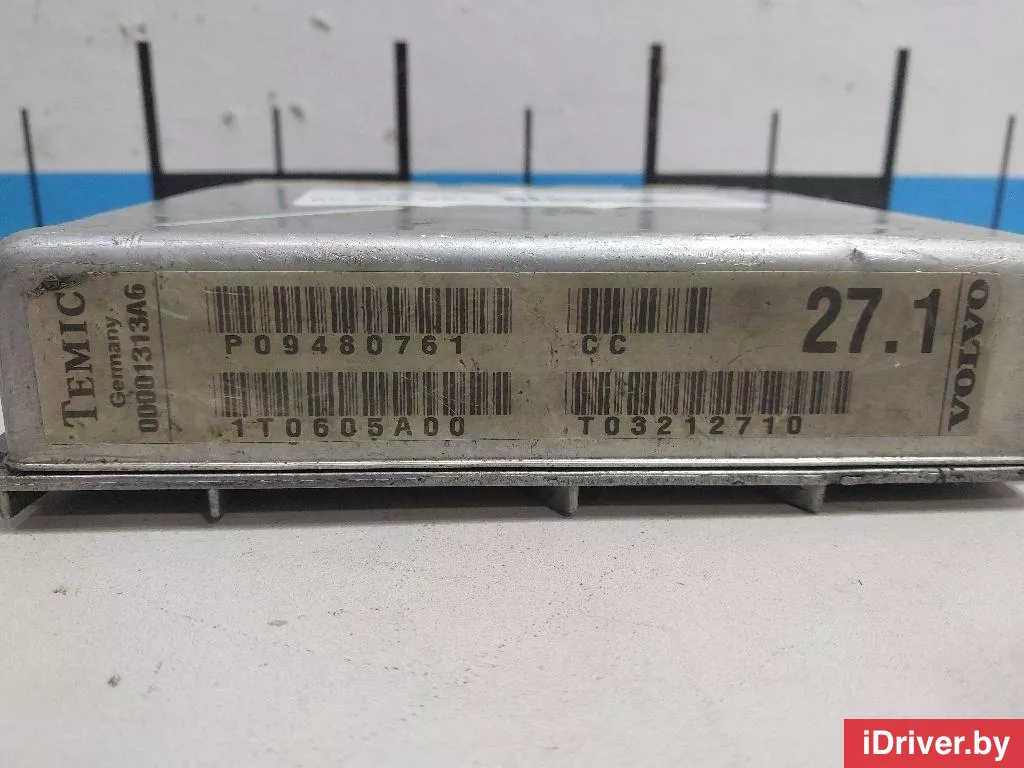 TEMIC
Germany
00001313A6
P09480761
CC
27.1
VOLVO
1T0605A00
T03212710
iDriver.by